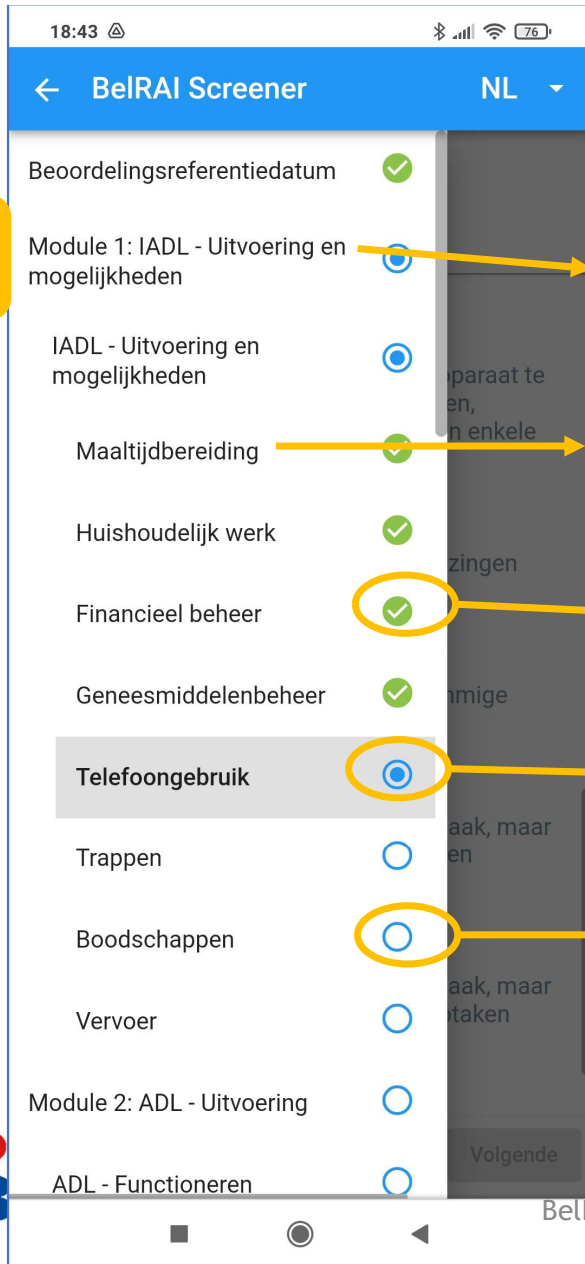 18:43
76
BelRAI Screener
NL
Beoordelingsreferentiedatum
Module 1: IADL - Uitvoering en
mogelijkheden
IADL - Uitvoering en
mogelijkheden
paraat te
en,
n enkele
Maaltijdbereiding
Huishoudelijk werk
zingen
Financieel beheer
Geneesmiddelenbeheer
mige
Telefoongebruik
aak, maar
en
Trappen
Boodschappen
aak, maar
taken
Vervoer
Module 2: ADL - Uitvoering
Volgende
ADL - Functioneren
Bel